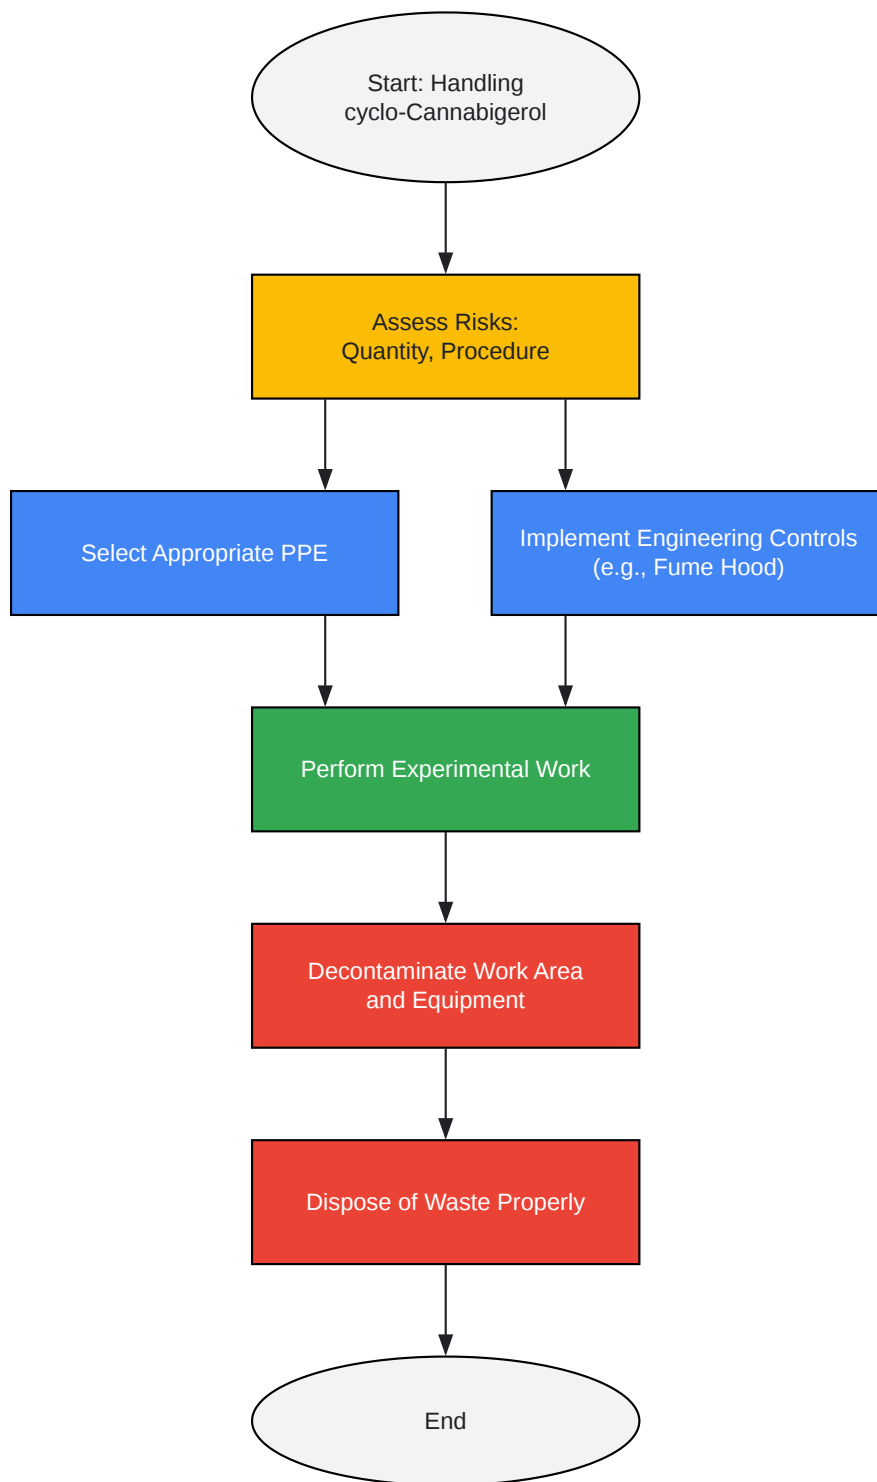 Start: Handling
cyclo-Cannabigerol
Assess Risks:
Quantity, Procedure
Select Appropriate PPE
Implement Engineering Controls
(e.g., Fume Hood)
Perform Experimental Work
Decontaminate Work Area
and Equipment
Dispose of Waste Properly
End